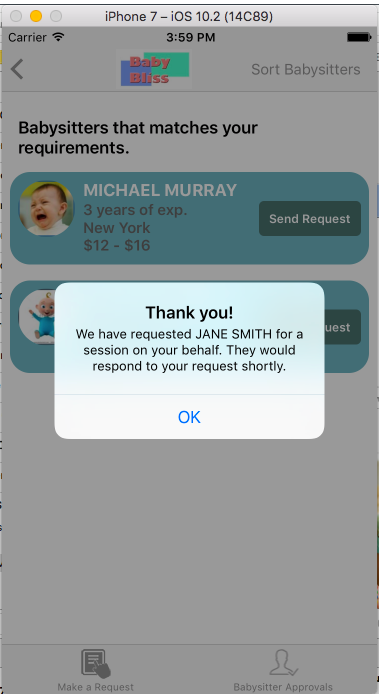 iPhone 7 – iOS 10.2 (14C89)
Carrier 3:59 PM
Baby
Bliss
Sort Babysitters
Babysitters that matches your
requirements.
MICHAEL MURRAY
3 years of exp.
New York
$12 - $16
Send Request
Thank you!
We have requested JANE SMITH for a
session on your behalf. They would
respond to your request shortly.
OK
Make a Request Babysitter Approvals